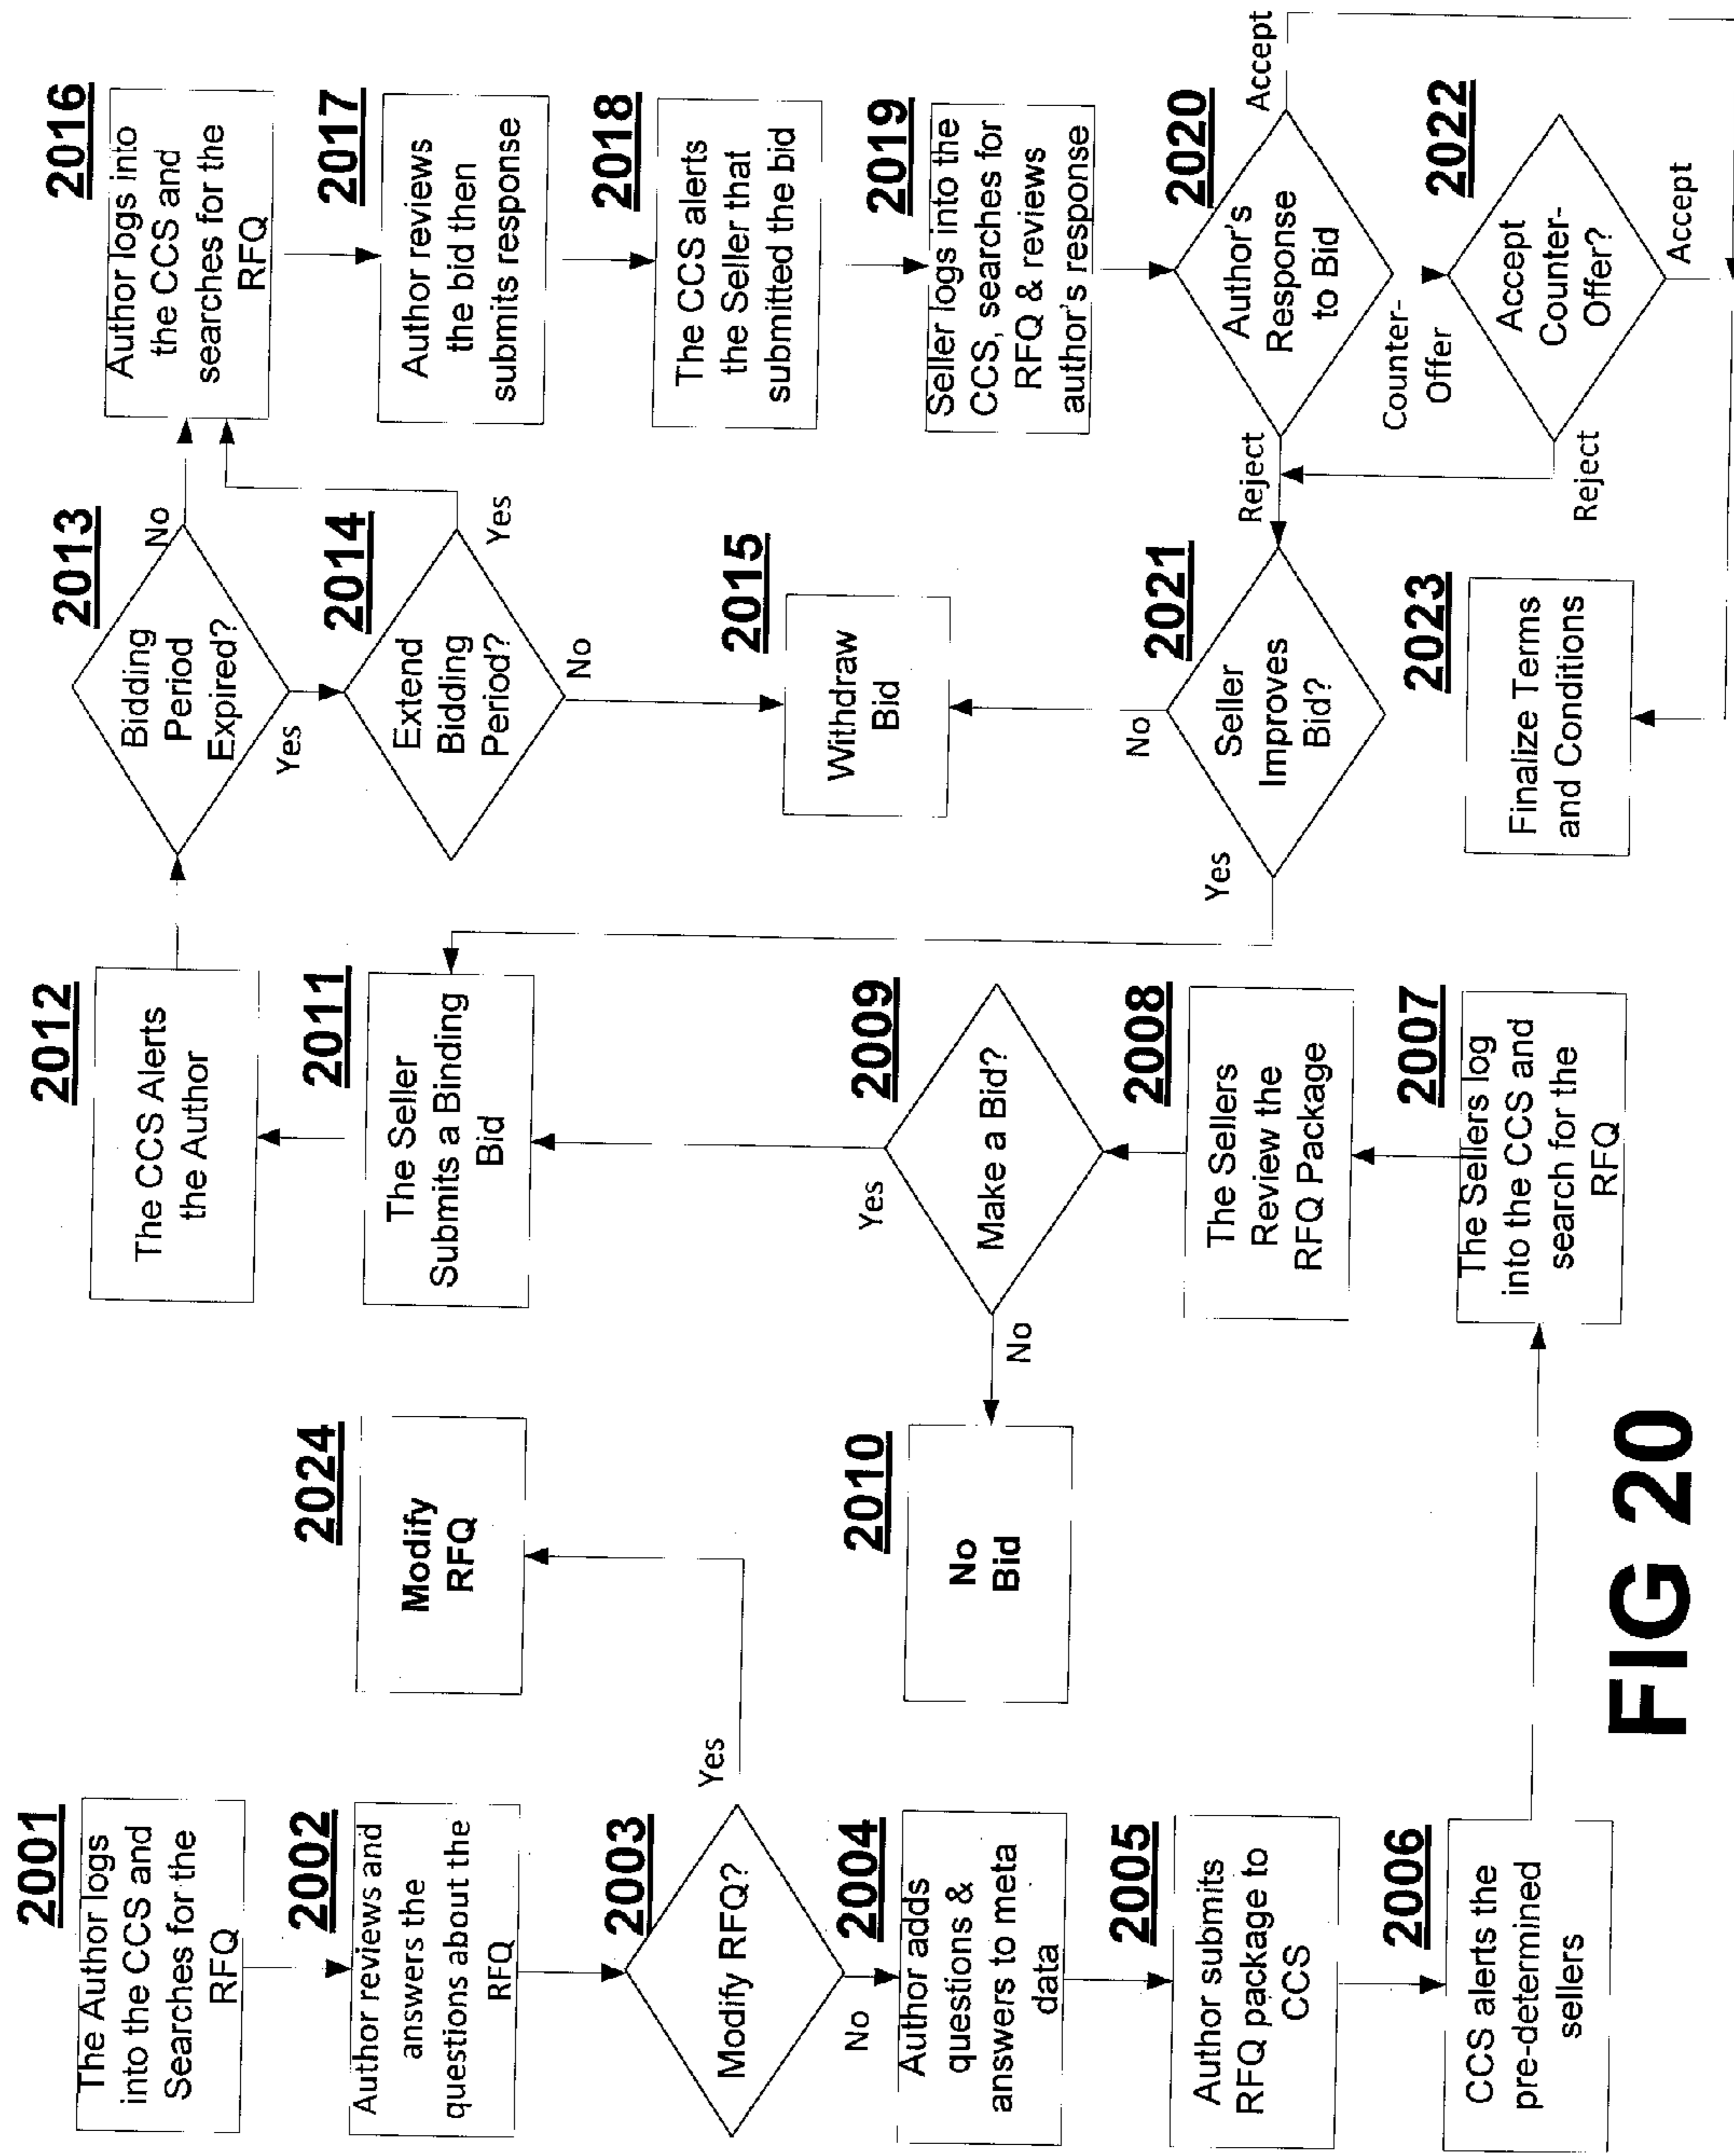 2001
The Author logs
into the CCS and
Searches for the
RFQ
2002
Author reviews and
answers the
questions about the
RFQ
2003
Modify RFQ?
Yes
No
2004
Author adds
questions &
answers to meta
data
2005
Author submits
RFQ package to
CCS
2006
CCS alerts the
pre-determined
sellers
2024
Modify
RFQ
2010
No
Bid
2012
The CCS Alerts
the Author
2011
The Seller
Submits a Binding
Bid
Yes
2009
Make a Bid?
No
2008
The Sellers
Review the
RFQ Package
2007
The Sellers log
into the CCS and
search for the
RFQ
2013
Bidding
Period
Expired?
No
Yes
2014
Extend
Bidding
Period?
Yes
No
2015
Withdraw
Bid
No
2021
Seller
Improves
Bid?
Yes
2023
Finalize Terms
and Conditions
2016
Author logs into
the CCS and
searches for the
RFQ
2017
Author reviews
the bid then
submits response
2018
The CCS alerts
the Seller that
submitted the bid
2019
Seller logs into the
CCS, searches for
RFQ & reviews
author's response
2020
Author's
Response
to Bid
Accept
Reject
Counter-
Offer
2022
Accept
Counter-
Offer?
Accept
Reject
FIG 20